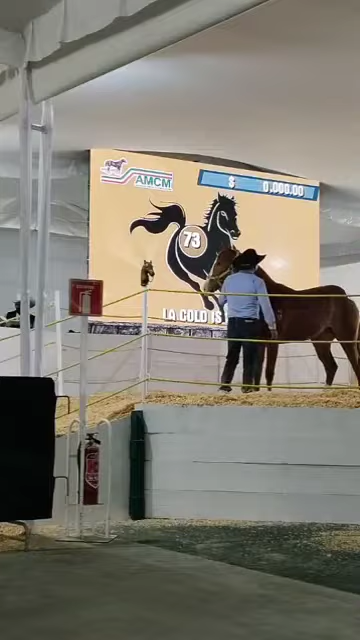 AMCM
$ 0,000.00
73
LA COLD IS